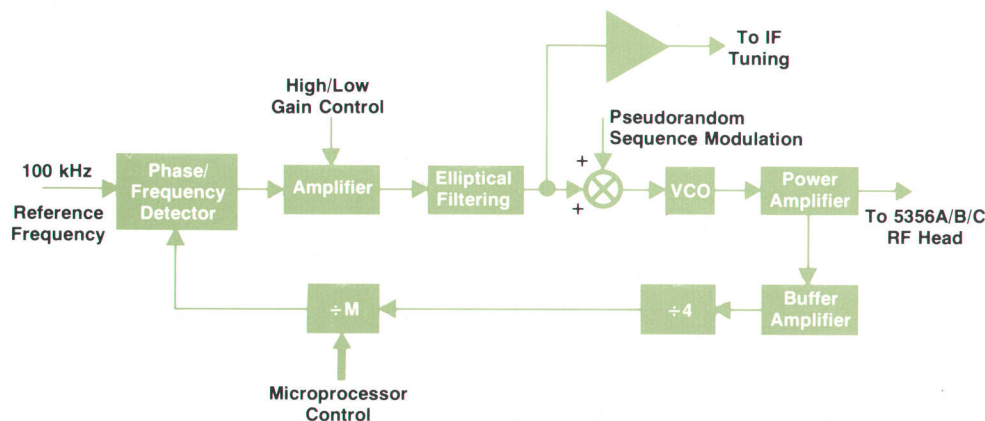 To IF
Tuning
High/Low
Gain Control
Pseudorandom
Sequence Modulation
100 kHz
Reference
Frequency
Phase/
Frequency
Detector
Amplifier
Elliptical
Filtering
+
+
VCO
Power
Amplifier
To 5356A/B/C
RF Head
÷M
÷4
Buffer
Amplifier
Microprocessor
Control